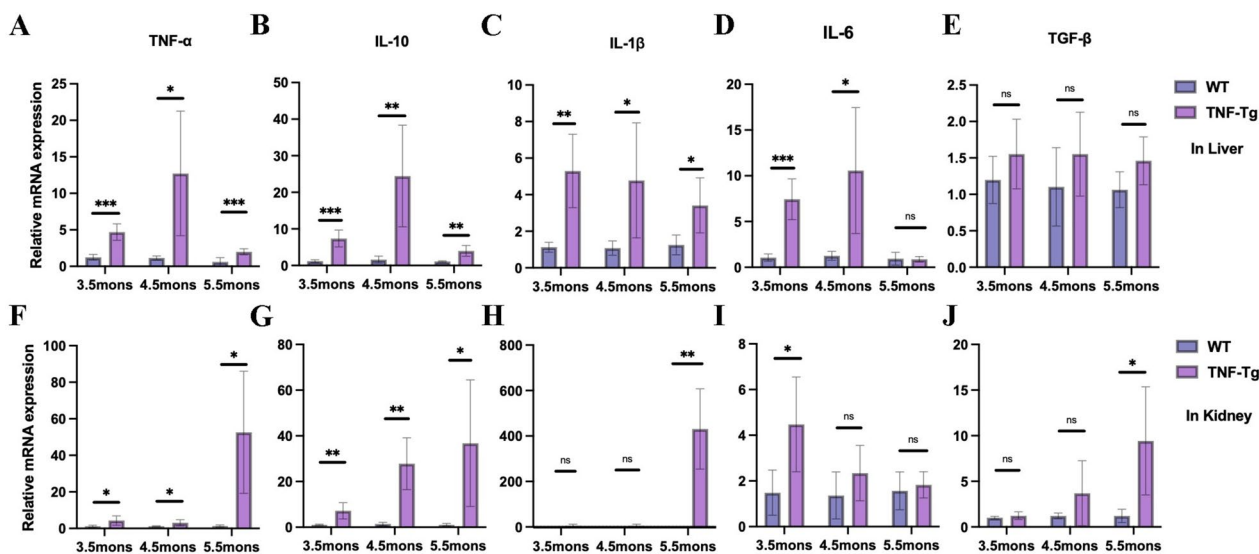 A TNF-α B IL-10 C IL-1β D IL-6 E TGF-β
Relative mRNA expression
25
20
15
10
5
0
*** * ***
3.5mons 4.5mons 5.5mons
50
40
30
20
10
0
*** ** **
3.5mons 4.5mons 5.5mons
8
6
4
2
0
** * *
3.5mons 4.5mons 5.5mons
20
15
10
5
0
*** * ns
3.5mons 4.5mons 5.5mons
2.5
2.0
1.5
1.0
0.5
0.0
ns ns ns
3.5mons 4.5mons 5.5mons
WT
TNF-Tg
In Liver
F G H I J
Relative mRNA expression
100
80
60
40
20
0
* * *
3.5mons 4.5mons 5.5mons
80
60
40
20
0
** ** *
3.5mons 4.5mons 5.5mons
800
600
400
200
0
ns ns **
3.5mons 4.5mons 5.5mons
8
6
4
2
0
* ns ns
3.5mons 4.5mons 5.5mons
20
15
10
5
0
ns ns *
3.5mons 4.5mons 5.5mons
WT
TNF-Tg
In Kidney